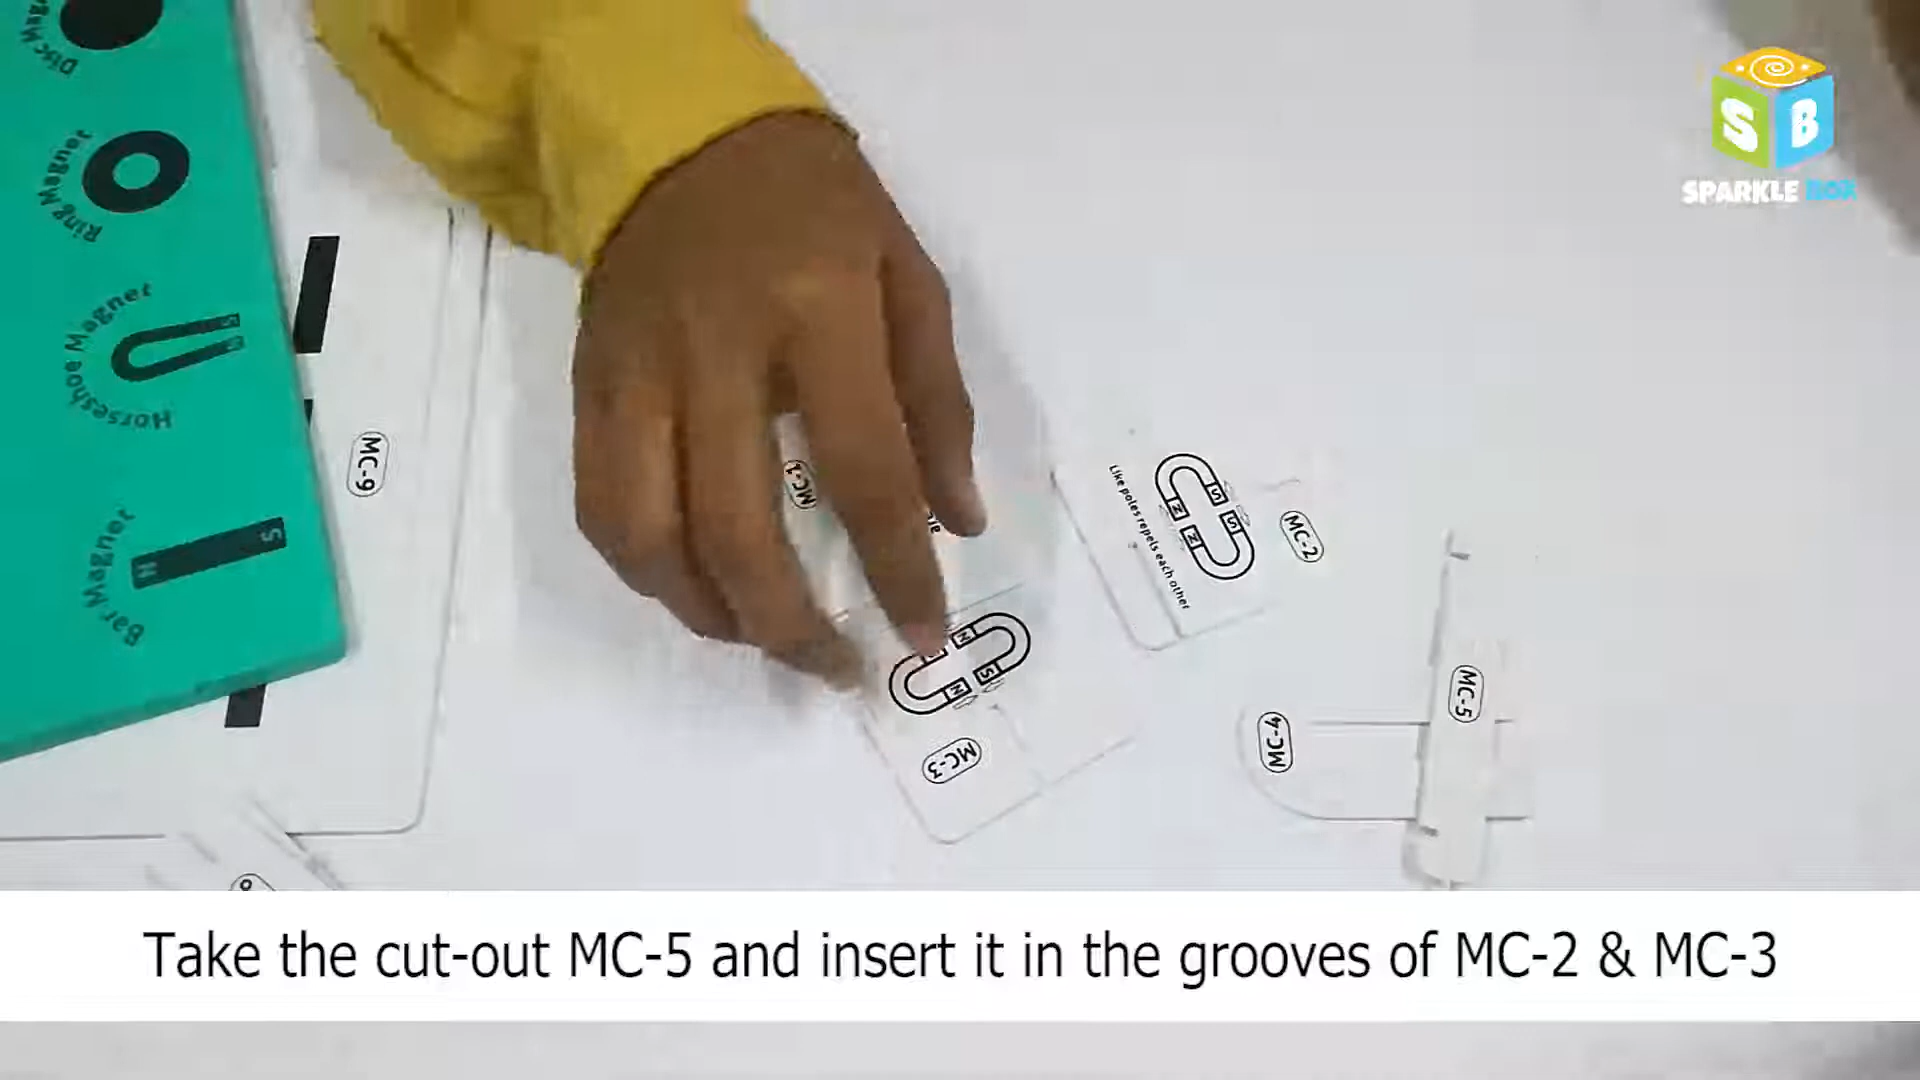 Disc
Ring Magnet
S
Horseshoe Magnet
S
N
Bar Magnet
MC-9
MC-1
are
N
N
S
MC-3
S
S
N
N
Like poles repels each other
MC-2
MC-5
MC-4
S B
SPARKLE BOX
Take the cut-out MC-5 and insert it in the grooves of MC-2 & MC-3